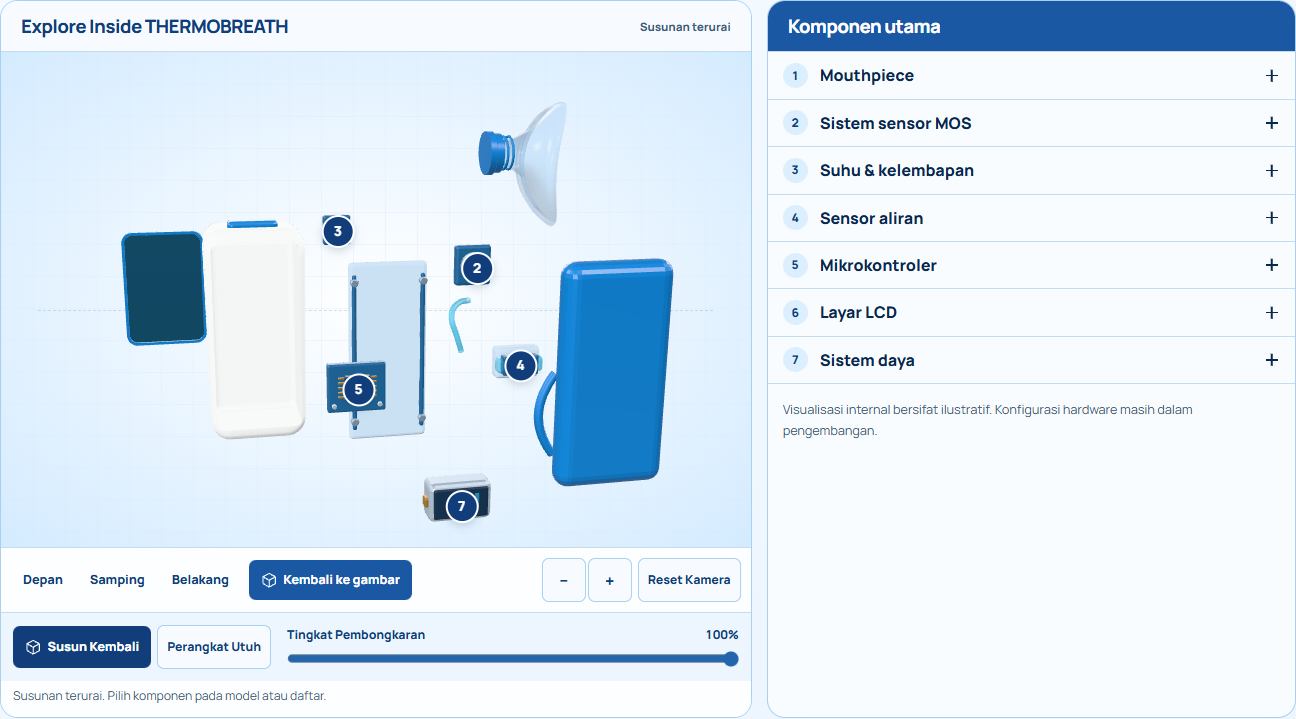 Explore Inside THERMOBREATH
Susunan terurai
3
2
4
5
7
Depan
Samping
Belakang
Kembali ke gambar
−
+
Reset Kamera
Susun Kembali
Perangkat Utuh
Tingkat Pembongkaran
100%
Susunan terurai. Pilih komponen pada model atau daftar.
Komponen utama
1 Mouthpiece +
2 Sistem sensor MOS +
3 Suhu & kelembapan +
4 Sensor aliran +
5 Mikrokontroler +
6 Layar LCD +
7 Sistem daya +
Visualisasi internal bersifat ilustratif. Konfigurasi hardware masih dalam
pengembangan.